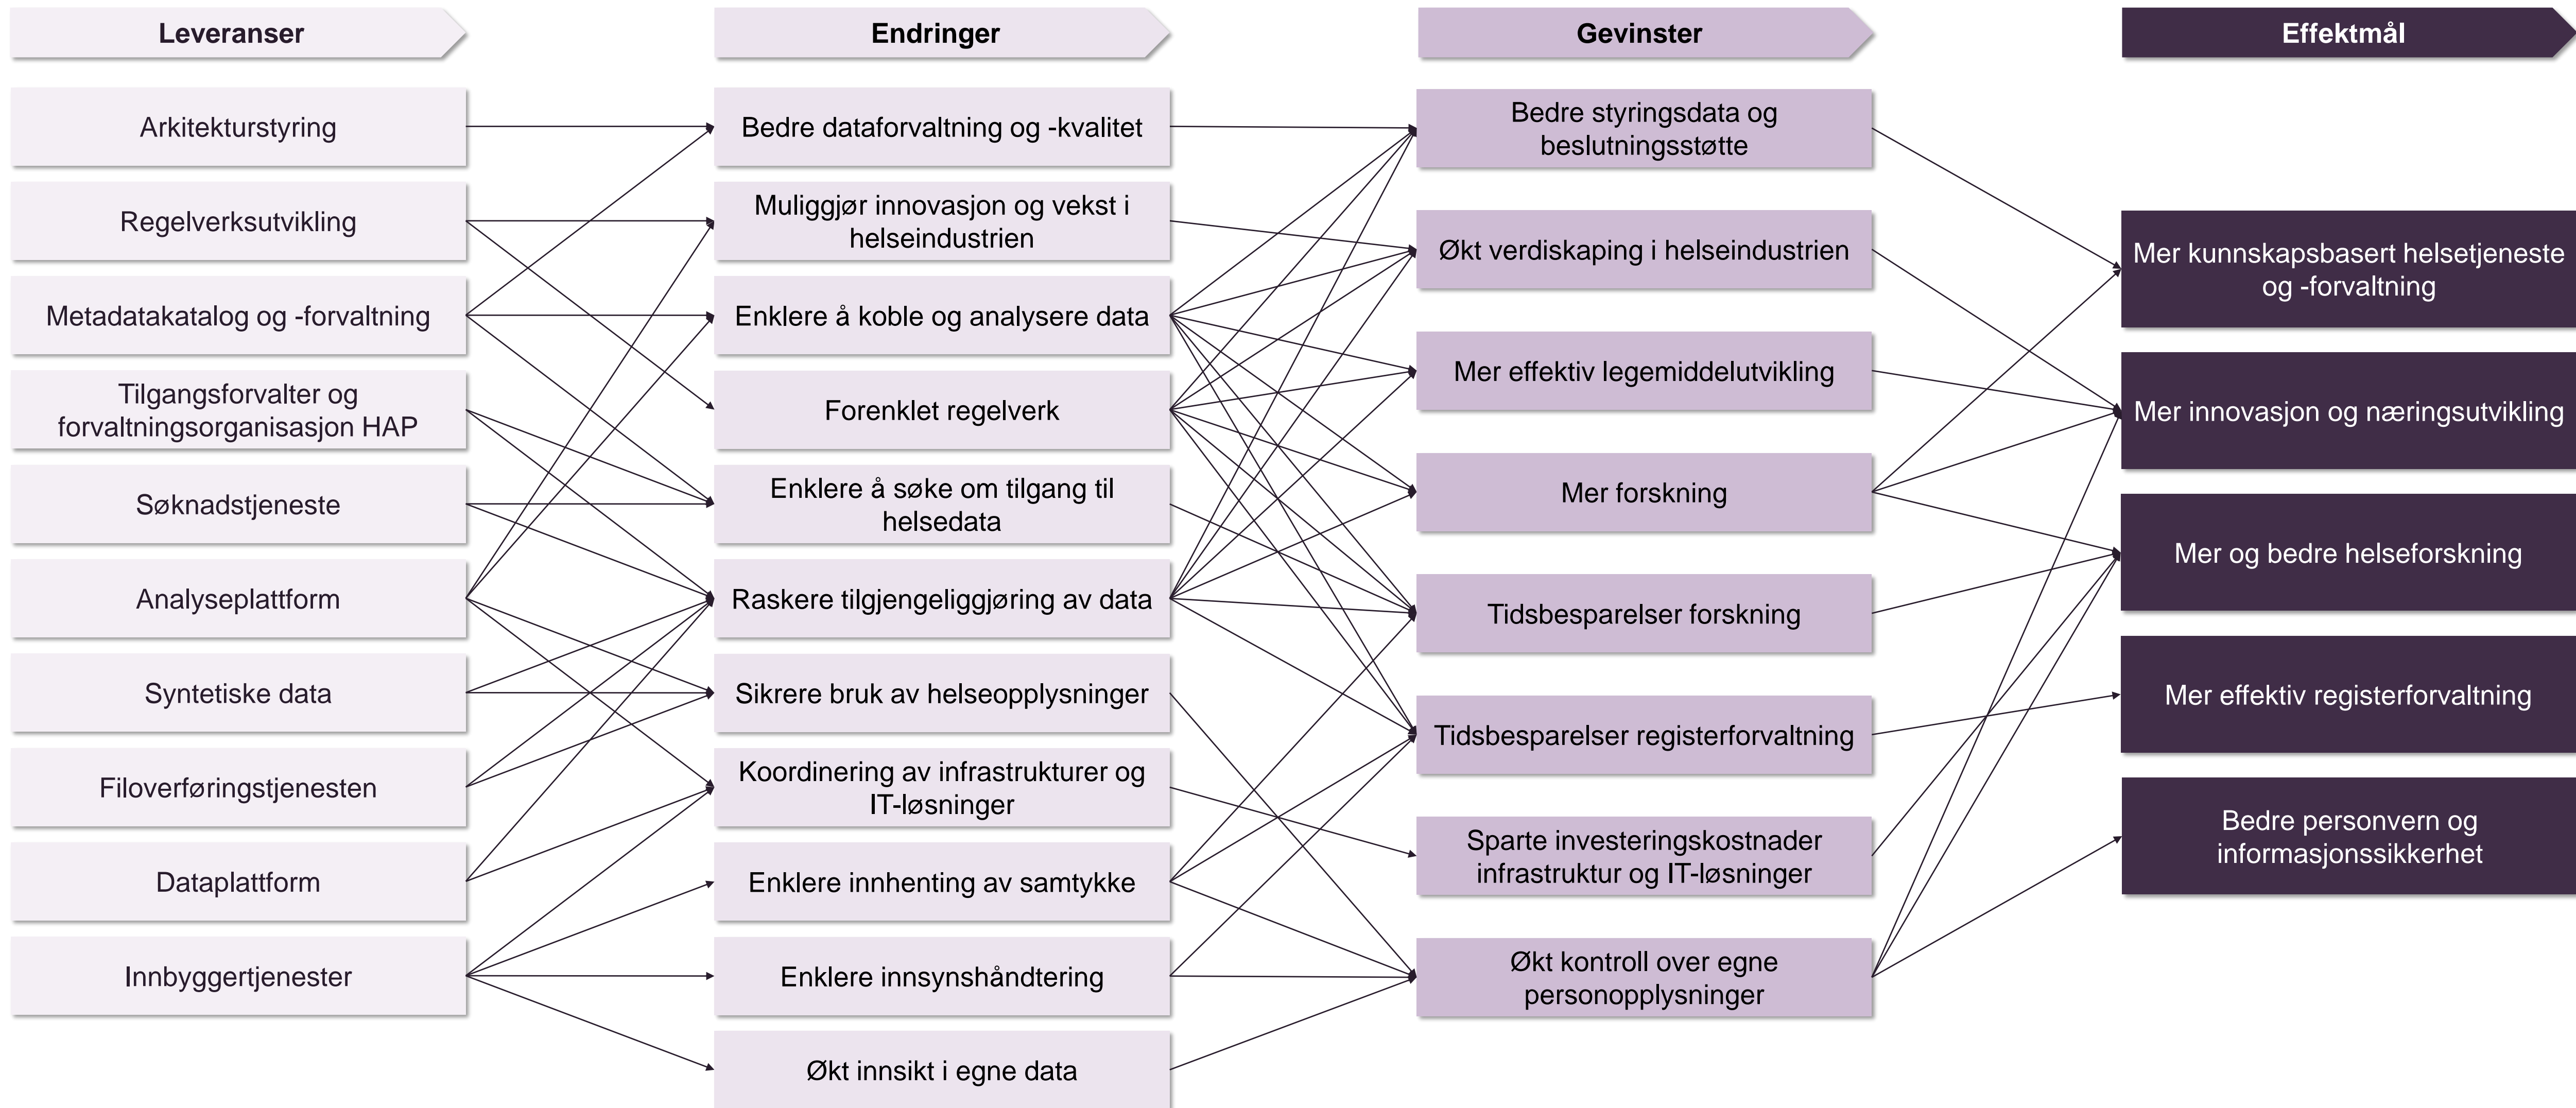 Leveranser
Arkitekturstyring
Regelverksutvikling
Metadatakatalog og -forvaltning
Tilgangsforvalter og
forvaltningsorganisasjon HAP
Søknadstjeneste
Analyseplattform
Syntetiske data
Filoverføringstjenesten
Dataplattform
Innbyggertjenester
Endringer
Bedre dataforvaltning og -kvalitet
Muliggjør innovasjon og vekst i
helseindustrien
Enklere å koble og analysere data
Forenklet regelverk
Enklere å søke om tilgang til
helsedata
Raskere tilgjengeliggjøring av data
Sikrere bruk av helseopplysninger
Koordinering av infrastrukturer og
IT-løsninger
Enklere innhenting av samtykke
Enklere innsynshåndtering
Økt innsikt i egne data
Gevinster
Bedre styringsdata og
beslutningsstøtte
Økt verdiskaping i helseindustrien
Mer effektiv legemiddelutvikling
Mer forskning
Tidsbesparelser forskning
Tidsbesparelser registerforvaltning
Sparte investeringskostnader
infrastruktur og IT-løsninger
Økt kontroll over egne
personopplysninger
Effektmål
Mer kunnskapsbasert helsetjeneste
og -forvaltning
Mer innovasjon og næringsutvikling
Mer og bedre helseforskning
Mer effektiv registerforvaltning
Bedre personvern og
informasjonssikkerhet